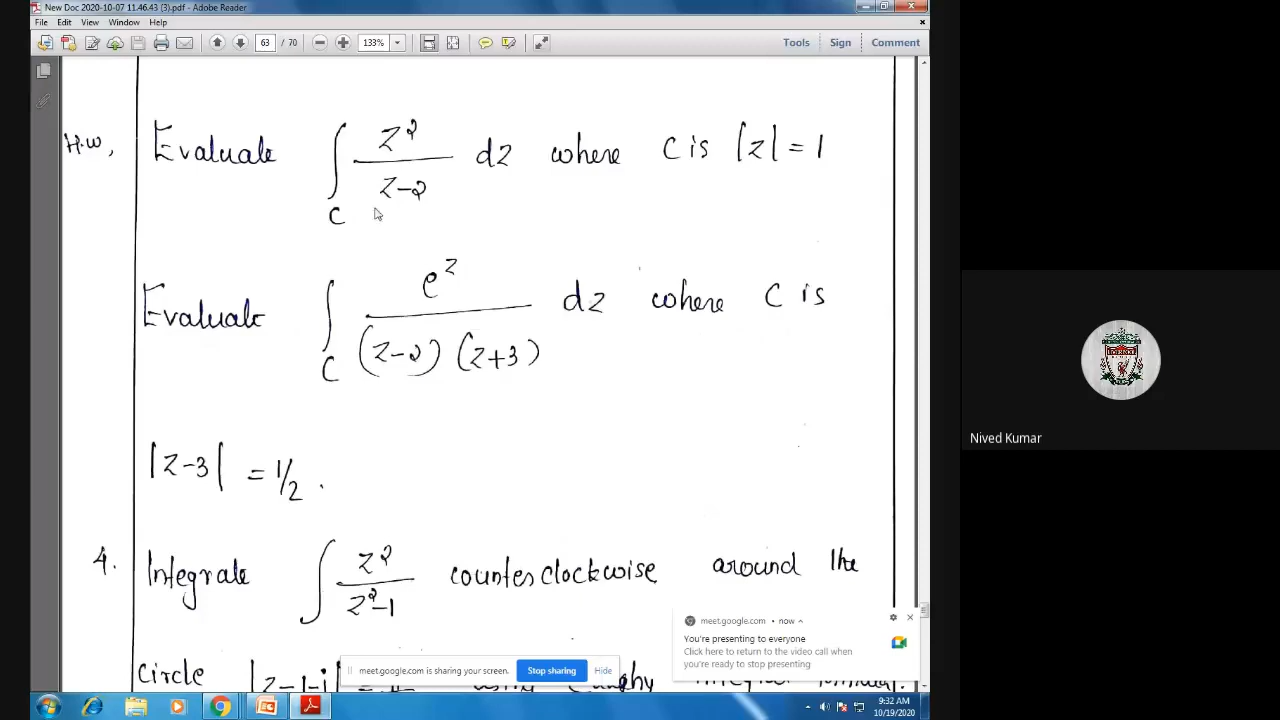 New Doc 2020-10-07 11.46.43 (3).pdf - Adobe Reader
File Edit View Window Help
63 / 70 133% Tools Sign Comment
H.W, Evaluate ∫_C z²/(z-2) dz where C is |z| = 1
Evaluate ∫_C e^z/((z-2)(z+3)) dz where C is
|z-3| = 1/2 .
4. Integrate ∫ z²/(z²-1) counterclockwise around the
Circle |z-1-i| =
Nived Kumar
meet.google.com • now
You're presenting to everyone
Click here to return to the video call when
you're ready to stop presenting
meet.google.com is sharing your screen. Stop sharing Hide
9:32 AM
10/19/2020